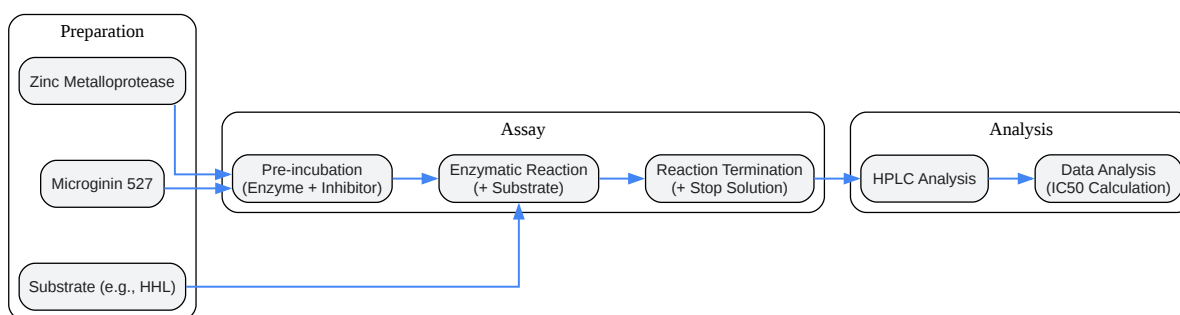 Preparation
Zinc Metalloprotease
Microginin 527
Substrate (e.g., HHL)
Assay
Pre-incubation
(Enzyme + Inhibitor)
Enzymatic Reaction
(+ Substrate)
Reaction Termination
(+ Stop Solution)
Analysis
HPLC Analysis
Data Analysis
(IC50 Calculation)